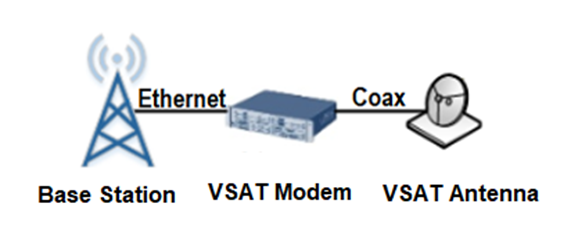 Ethernet
Coax
Base Station
VSAT Modem
VSAT Antenna